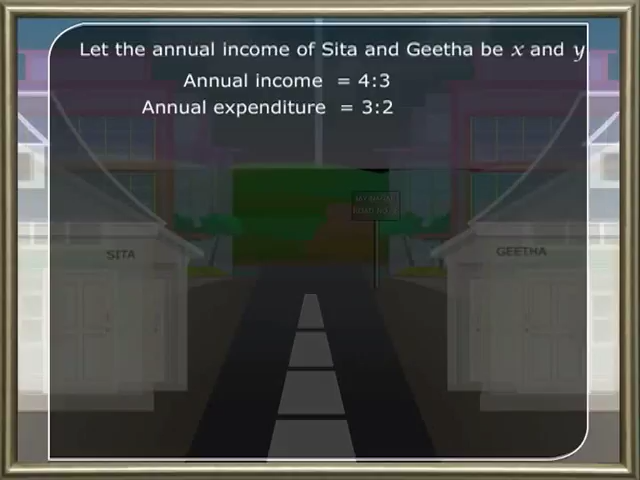 Let the annual income of Sita and Geetha be x and y
Annual income = 4:3
Annual expenditure = 3:2
SITA
GEETHA